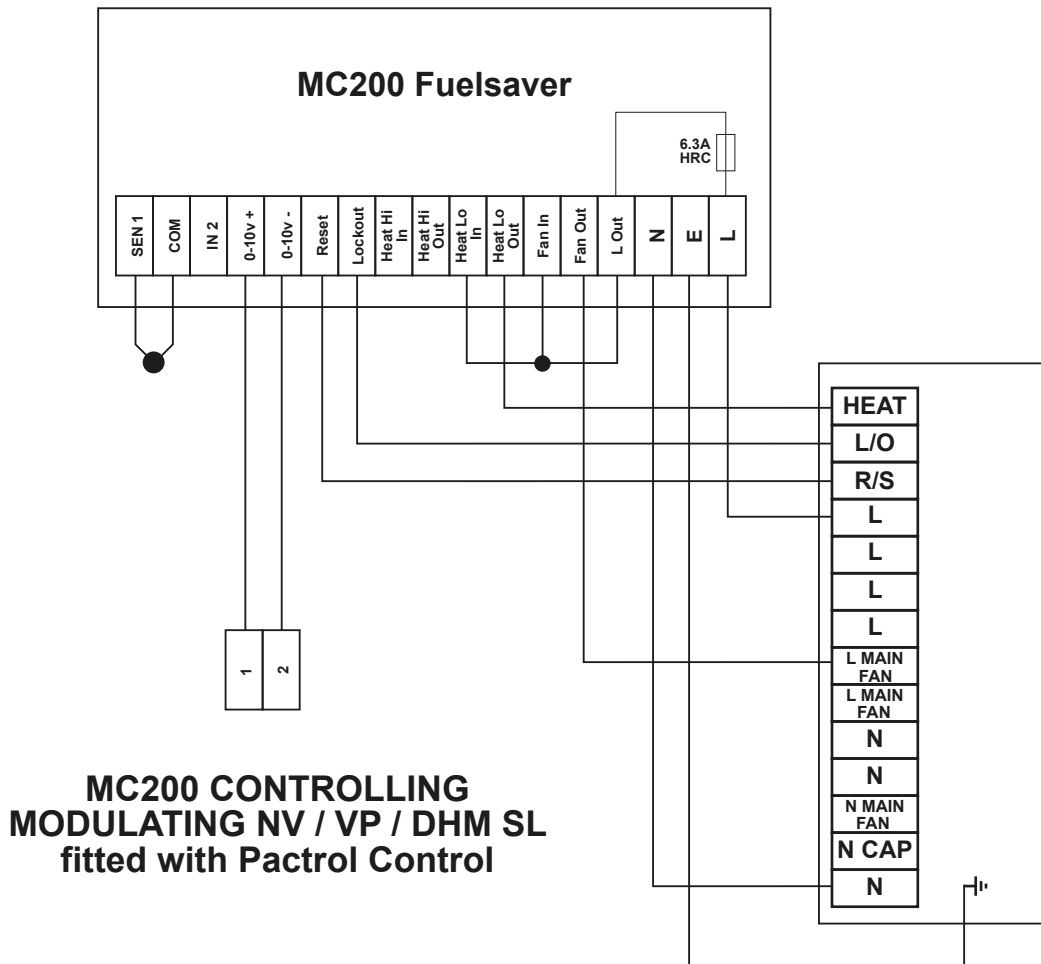 MC200 Fuelsaver
6.3A
HRC
SEN 1
COM
IN 2
0-10v +
0-10v -
Reset
Lockout
Heat Hi
In
Heat Hi
Out
Heat Lo
In
Heat Lo
Out
Fan In
Fan Out
L Out
N
E
L
HEAT
L/O
R/S
L
L
L
L
L MAIN
FAN
L MAIN
FAN
N
N
N MAIN
FAN
N CAP
N
1
2
MC200 CONTROLLING
MODULATING NV / VP / DHM SL
fitted with Pactrol Control